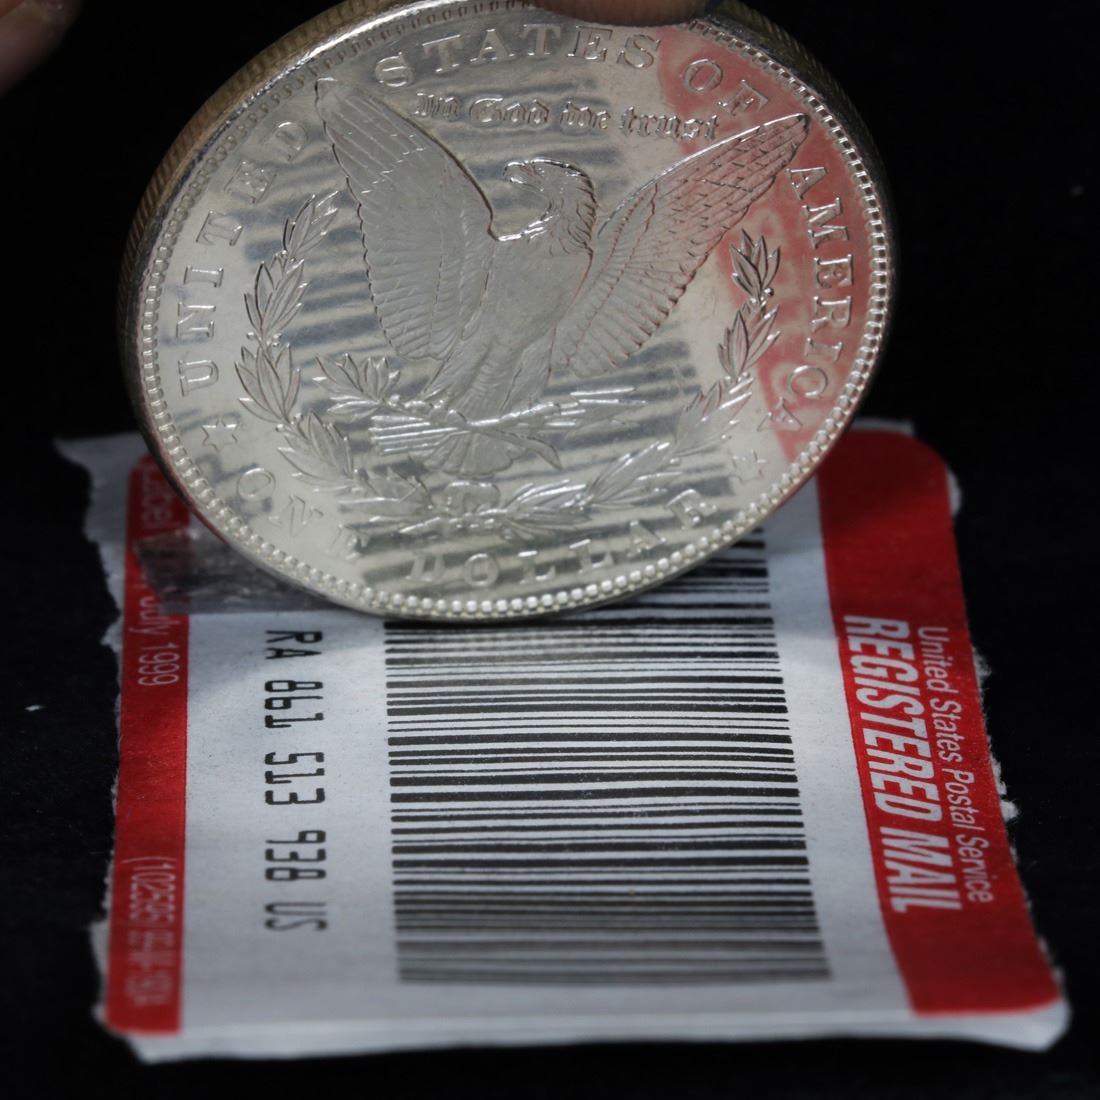 UNITED STATES OF AMERICA
In God we trust
ONE DOLLAR
United States Postal Service
REGISTERED MAIL
RA 861 513 938 US
Label
July 1999